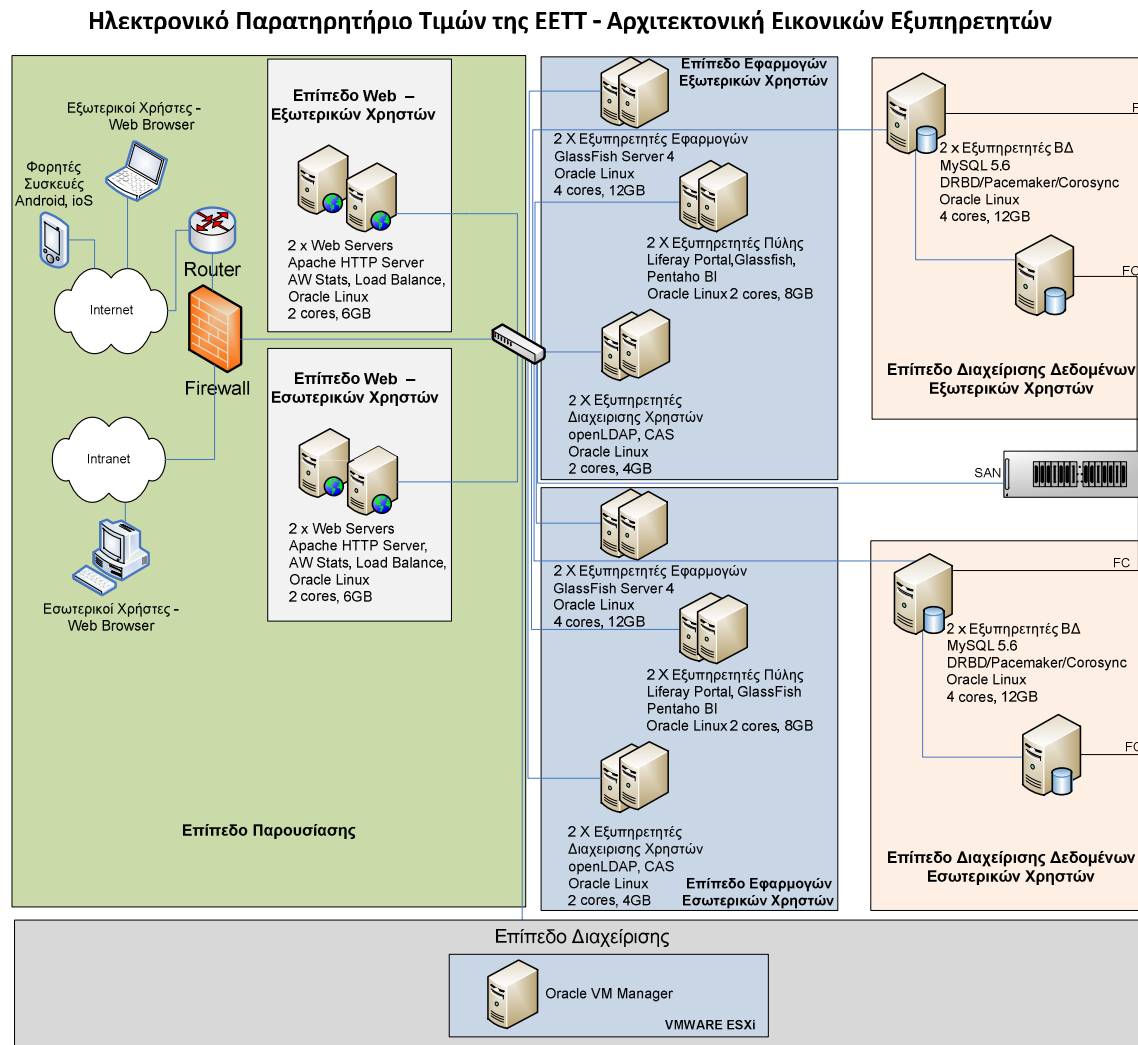 Ηλεκτρονικό Παρατηρητήριο Τιμών της ΕΕΤΤ - Αρχιτεκτονική Εικονικών Εξυπηρετητών
Εξωτερικοί Χρήστες -
Web Browser
Φορητές
Συσκευές
Android, ioS
Router
Internet
Firewall
Intranet
Εσωτερικοί Χρήστες -
Web Browser
Επίπεδο Παρουσίασης
Επίπεδο Web –
Εξωτερικών Χρηστών
2 x Web Servers
Apache HTTP Server
AW Stats, Load Balance,
Oracle Linux
2 cores, 6GB
Επίπεδο Web –
Εσωτερικών Χρηστών
2 x Web Servers
Apache HTTP Server,
AW Stats, Load Balance,
Oracle Linux
2 cores, 6GB
Επίπεδο Εφαρμογών
Εξωτερικών Χρηστών
2 X Εξυπηρετητές Εφαρμογών
GlassFish Server 4
Oracle Linux
4 cores, 12GB
2 X Εξυπηρετητές Πύλης
Liferay Portal,Glassfish,
Pentaho BI
Oracle Linux 2 cores, 8GB
2 X Εξυπηρετητές
Διαχειρισης Χρηστών
openLDAP, CAS
Oracle Linux
2 cores, 4GB
2 X Εξυπηρετητές Εφαρμογών
GlassFish Server 4
Oracle Linux
4 cores, 12GB
2 X Εξυπηρετητές Πύλης
Liferay Portal, GlassFish
Pentaho BI
Oracle Linux 2 cores, 8GB
2 X Εξυπηρετητές
Διαχειρισης Χρηστών
openLDAP, CAS
Oracle Linux
2 cores, 4GB
Επίπεδο Εφαρμογών
Εσωτερικών Χρηστών
2 x Εξυπηρετητές ΒΔ
MySQL 5.6
DRBD/Pacemaker/Corosync
Oracle Linux
4 cores, 12GB
Επίπεδο Διαχείρισης Δεδομένων
Εξωτερικών Χρηστών
SAN
FC
2 x Εξυπηρετητές ΒΔ
MySQL 5.6
DRBD/Pacemaker/Corosync
Oracle Linux
4 cores, 12GB
Επίπεδο Διαχείρισης Δεδομένων
Εσωτερικών Χρηστών
Επίπεδο Διαχείρισης
Oracle VM Manager
VMWARE ESXi